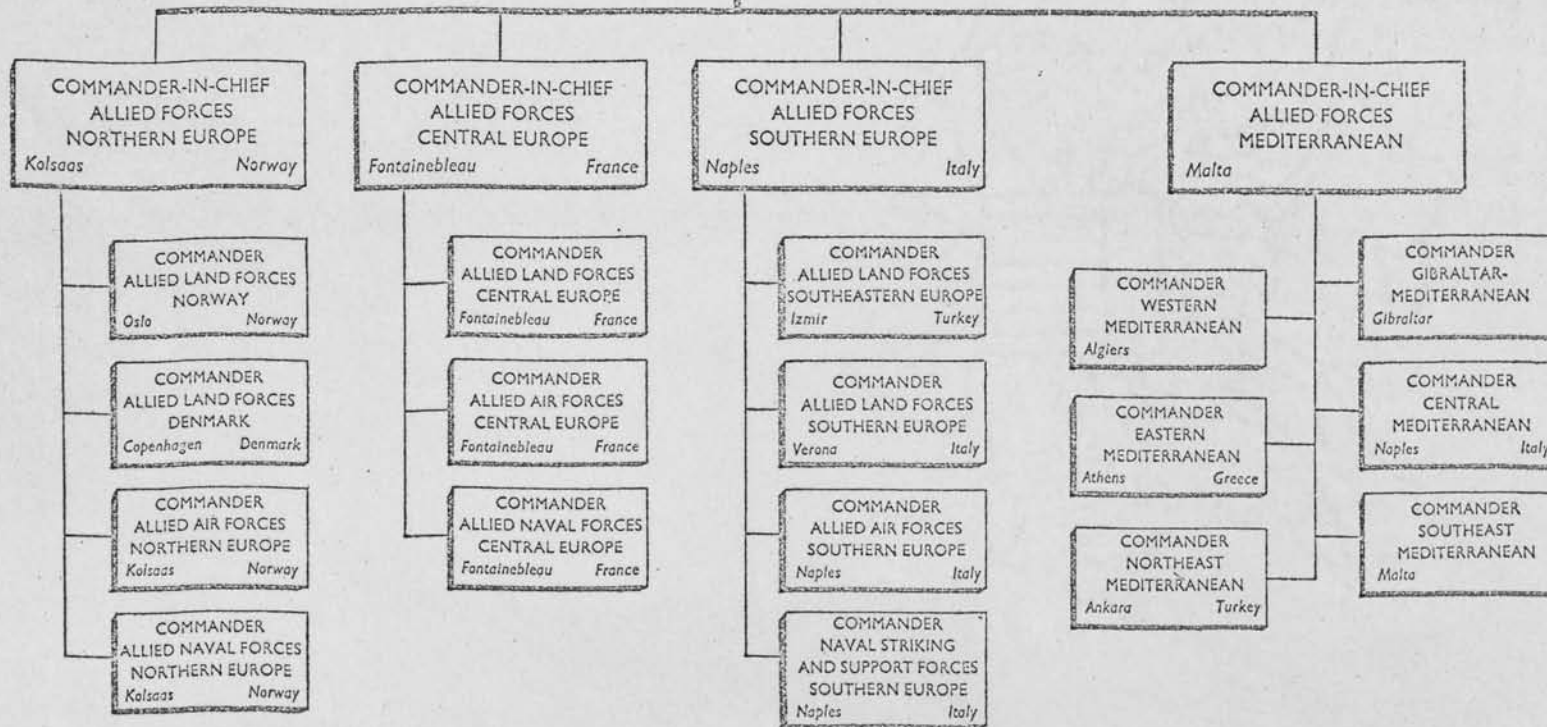 COMMANDER-IN-CHIEF
ALLIED FORCES
NORTHERN EUROPE
Kolsaas Norway
COMMANDER-IN-CHIEF
ALLIED FORCES
CENTRAL EUROPE
Fontainebleau France
COMMANDER-IN-CHIEF
ALLIED FORCES
SOUTHERN EUROPE
Naples Italy
COMMANDER-IN-CHIEF
ALLIED FORCES
MEDITERRANEAN
Malta
COMMANDER
ALLIED LAND FORCES
NORWAY
Oslo Norway
COMMANDER
ALLIED LAND FORCES
DENMARK
Copenhagen Denmark
COMMANDER
ALLIED AIR FORCES
NORTHERN EUROPE
Kolsaas Norway
COMMANDER
ALLIED NAVAL FORCES
NORTHERN EUROPE
Kolsaas Norway
COMMANDER
ALLIED LAND FORCES
CENTRAL EUROPE
Fontainebleau France
COMMANDER
ALLIED AIR FORCES
CENTRAL EUROPE
Fontainebleau France
COMMANDER
ALLIED NAVAL FORCES
CENTRAL EUROPE
Fontainebleau France
COMMANDER
ALLIED LAND FORCES
SOUTHEASTERN EUROPE
Izmir Turkey
COMMANDER
ALLIED LAND FORCES
SOUTHERN EUROPE
Verona Italy
COMMANDER
ALLIED AIR FORCES
SOUTHERN EUROPE
Naples Italy
COMMANDER
NAVAL STRIKING
AND SUPPORT FORCES
SOUTHERN EUROPE
Naples Italy
COMMANDER
WESTERN
MEDITERRANEAN
Algiers
COMMANDER
EASTERN
MEDITERRANEAN
Athens Greece
COMMANDER
NORTHEAST
MEDITERRANEAN
Ankara Turkey
COMMANDER
GIBRALTAR-
MEDITERRANEAN
Gibraltar
COMMANDER
CENTRAL
MEDITERRANEAN
Naples Italy
COMMANDER
SOUTHEAST
MEDITERRANEAN
Malta